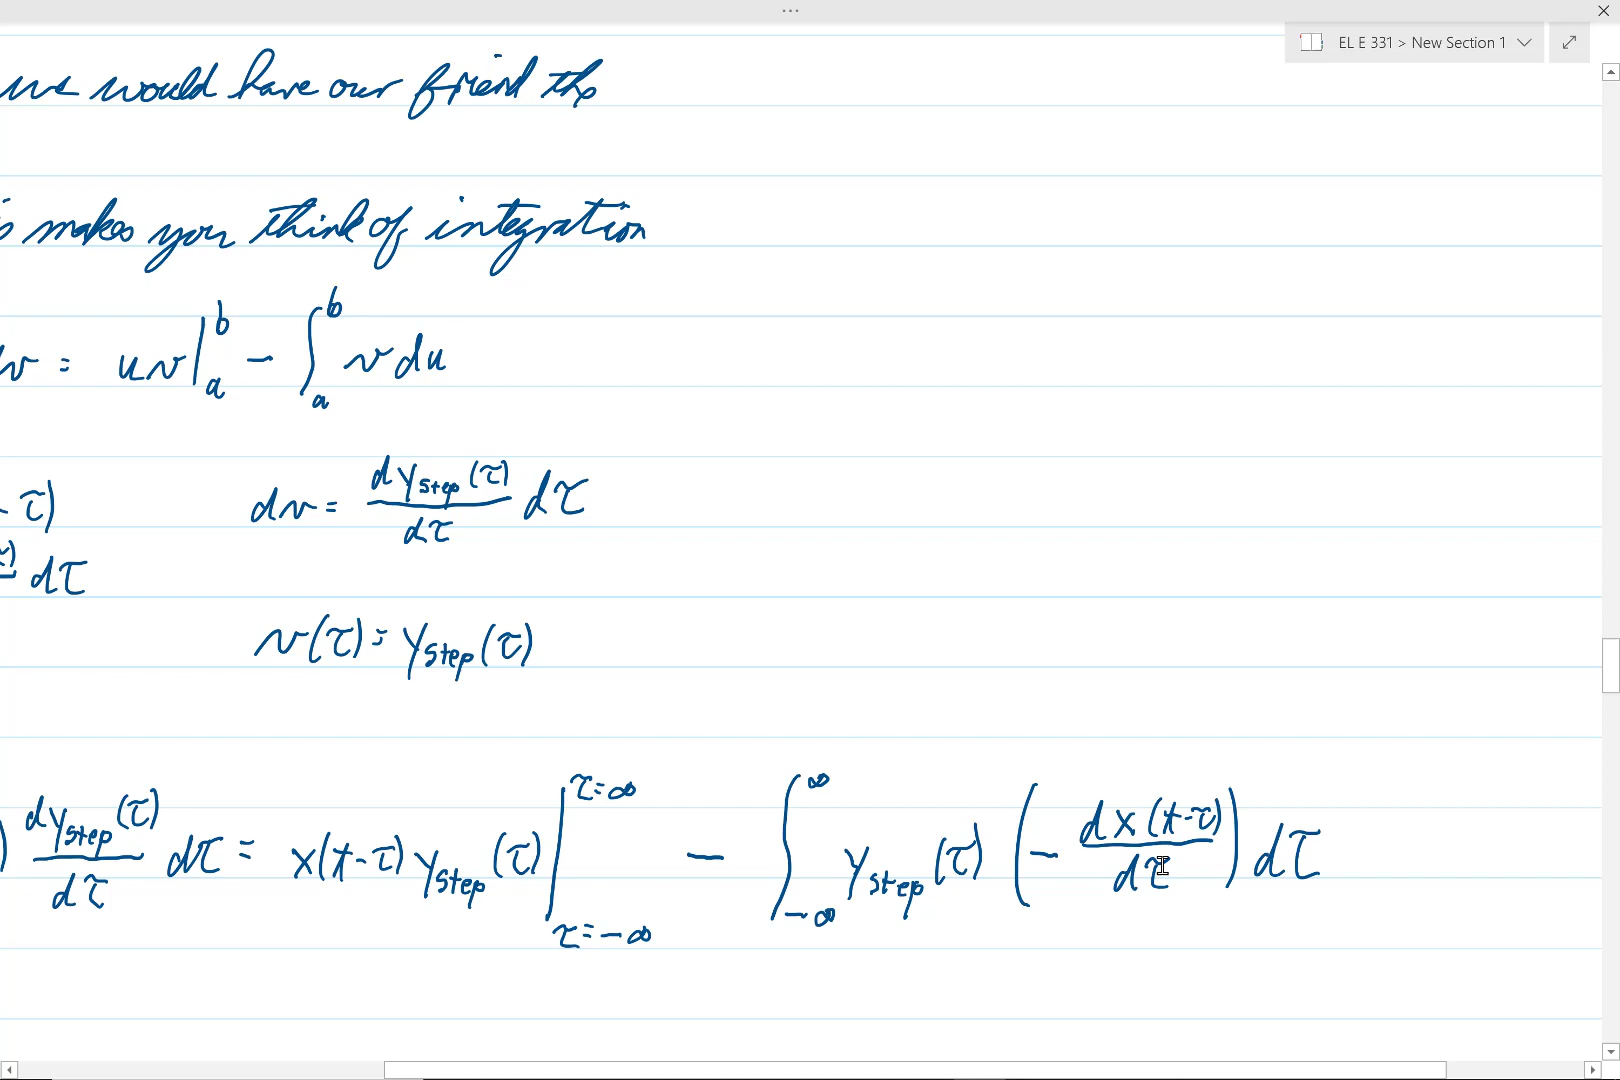 EL E 331 > New Section 1
we would have our friend the
makes you think of integration
= uv|_a^b - ∫_a^b v du
- τ) dv = dy_step(τ)/dτ dτ
dτ
v(τ) = y_step(τ)
) dy_step(τ)/dτ dτ = x(t-τ) y_step(τ) |_{τ=-∞}^{τ=∞} - ∫_{-∞}^{∞} y_step(τ) (- dx(t-τ)/dτ) dτ